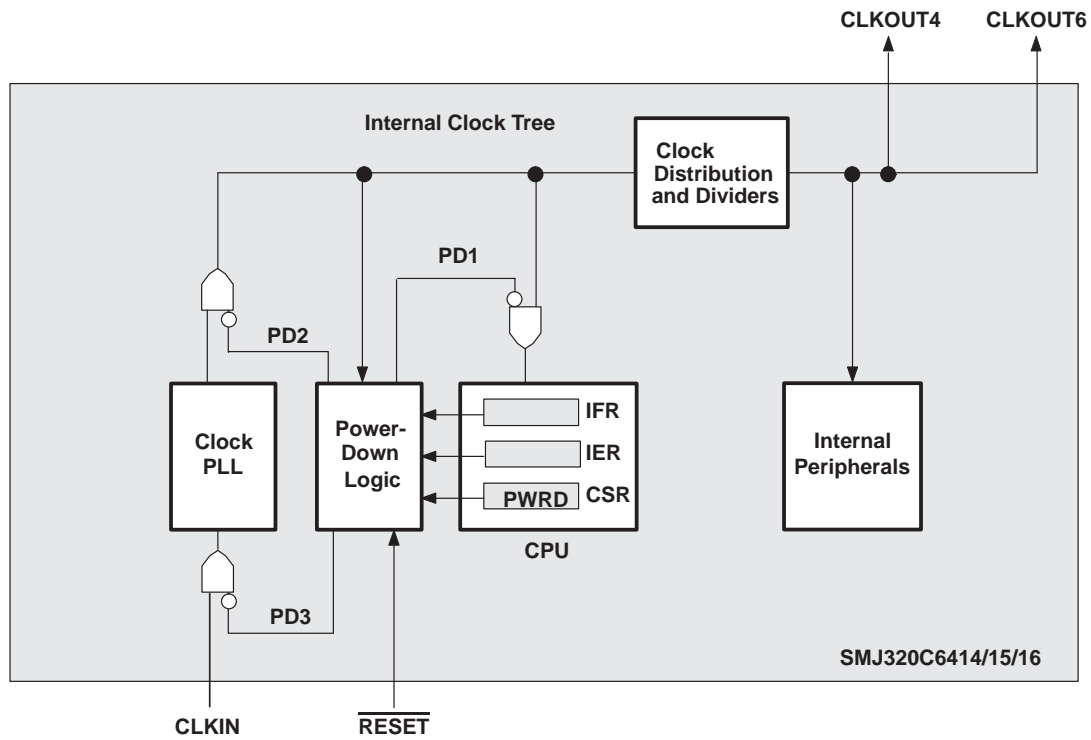 CLKOUT4 CLKOUT6
Internal Clock Tree
Clock
Distribution
and Dividers
PD1
PD2
Clock
PLL
Power-
Down
Logic
IFR
IER
PWRD CSR
CPU
Internal
Peripherals
PD3
SMJ320C6414/15/16
CLKIN RESET